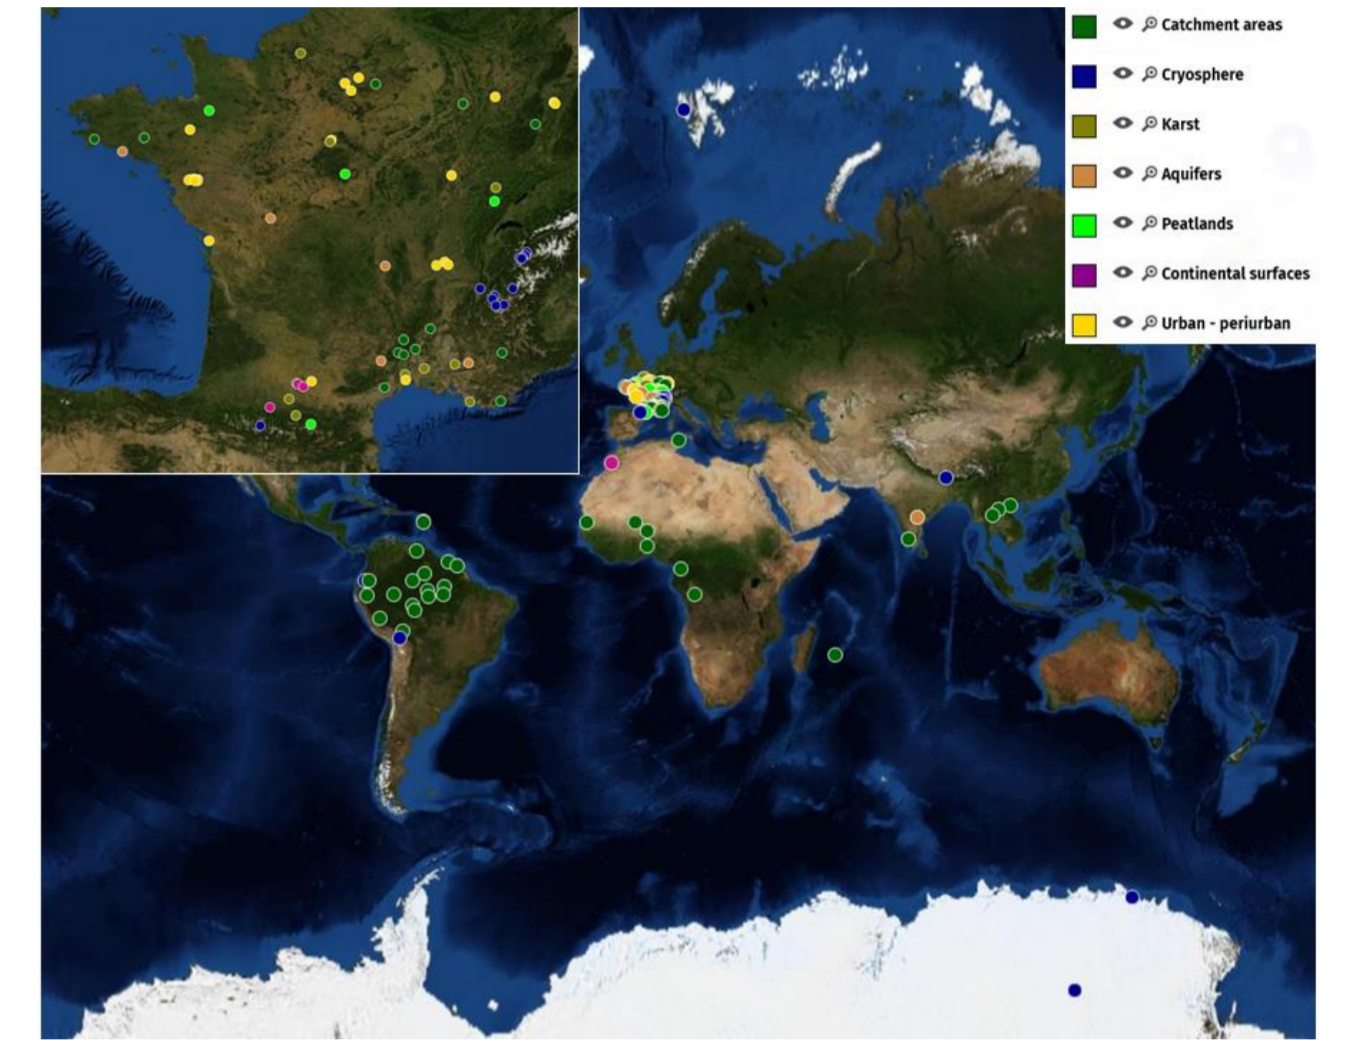 Catchment areas
Cryosphere
Karst
Aquifers
Peatlands
Continental surfaces
Urban - periurban